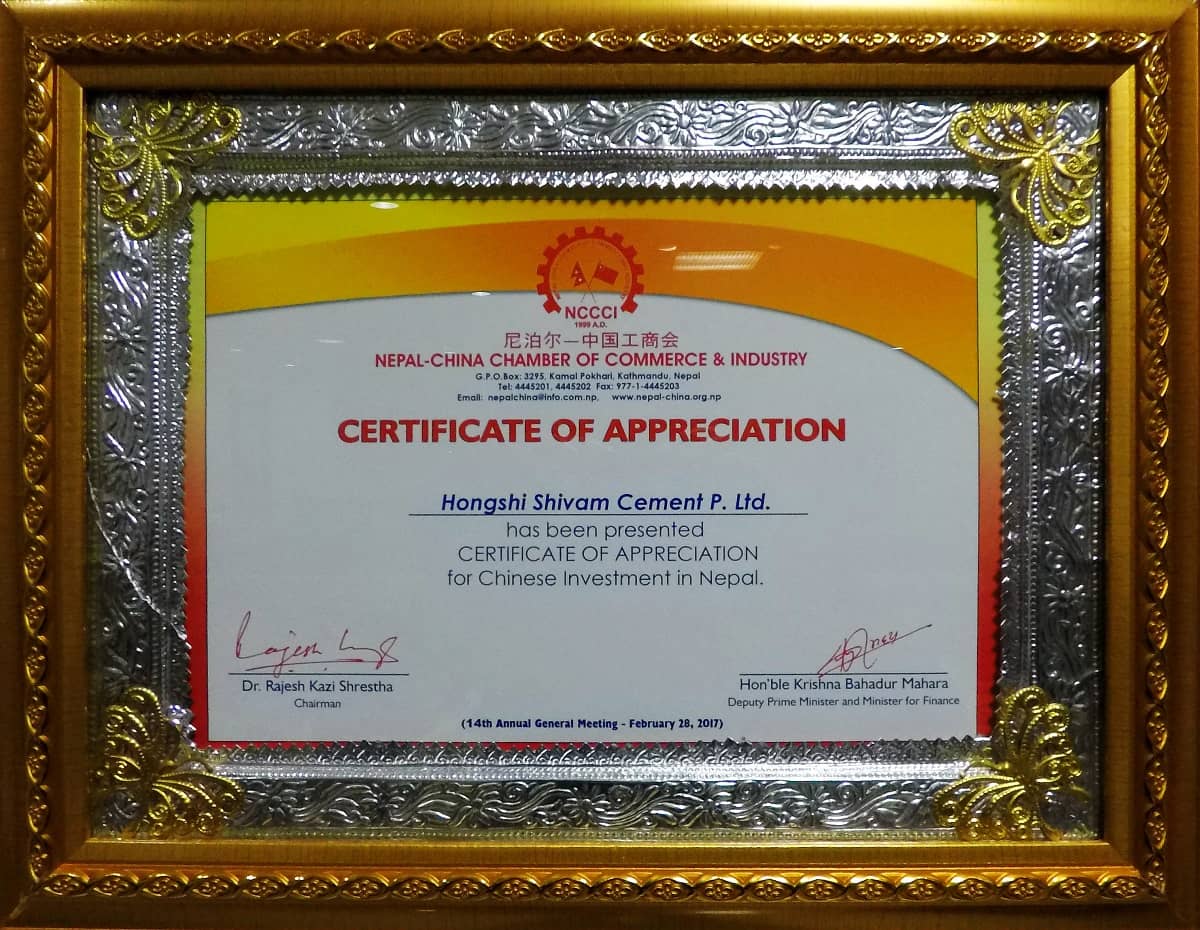 NCCCI
1999 A.D.
尼泊尔—中国工商会
NEPAL-CHINA CHAMBER OF COMMERCE & INDUSTRY
G.P.O.Box: 3295, Kamal Pokhari, Kathmandu, Nepal
Tel: 4445201, 4445202 Fax: 977-1-4445203
Email: nepalchina@info.com.np, www.nepal-china.org.np
CERTIFICATE OF APPRECIATION
Hongshi Shivam Cement P. Ltd.
has been presented
CERTIFICATE OF APPRECIATION
for Chinese Investment in Nepal.
Dr. Rajesh Kazi Shrestha
Chairman
Hon'ble Krishna Bahadur Mahara
Deputy Prime Minister and Minister for Finance
(14th Annual General Meeting - February 28, 2017)